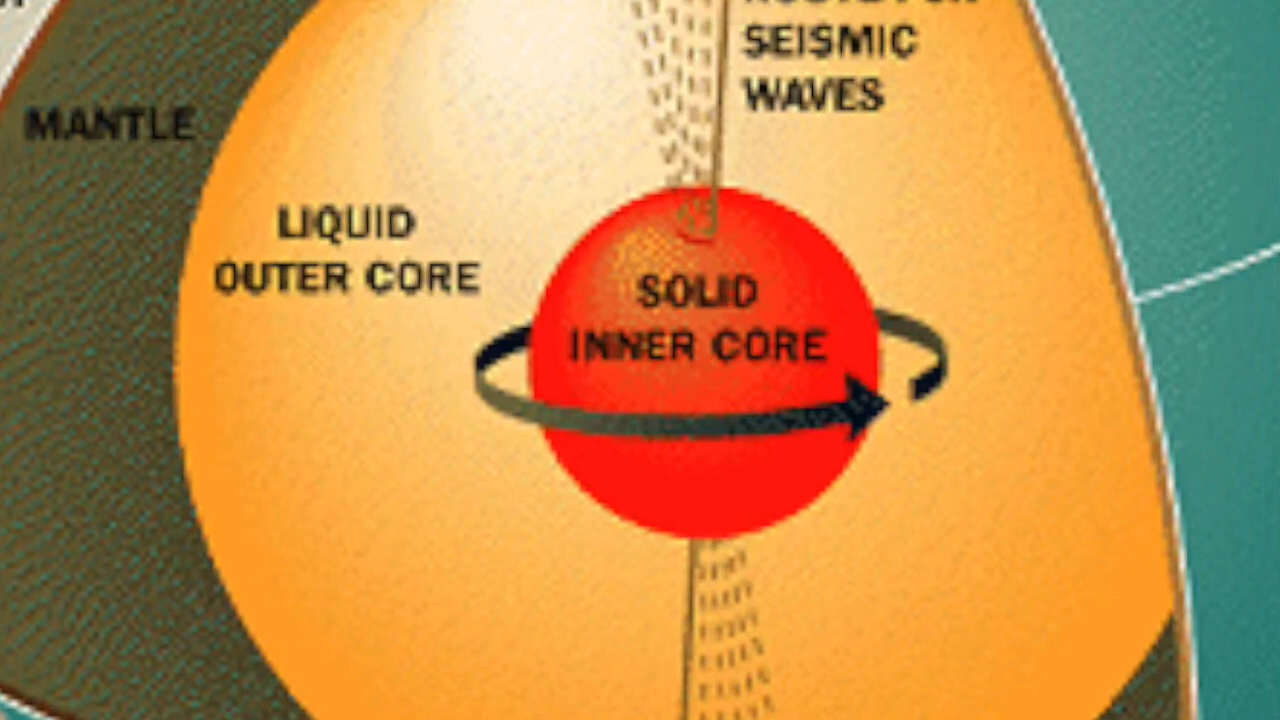 SEISMIC
WAVES
MANTLE
LIQUID
OUTER CORE
SOLID
INNER CORE